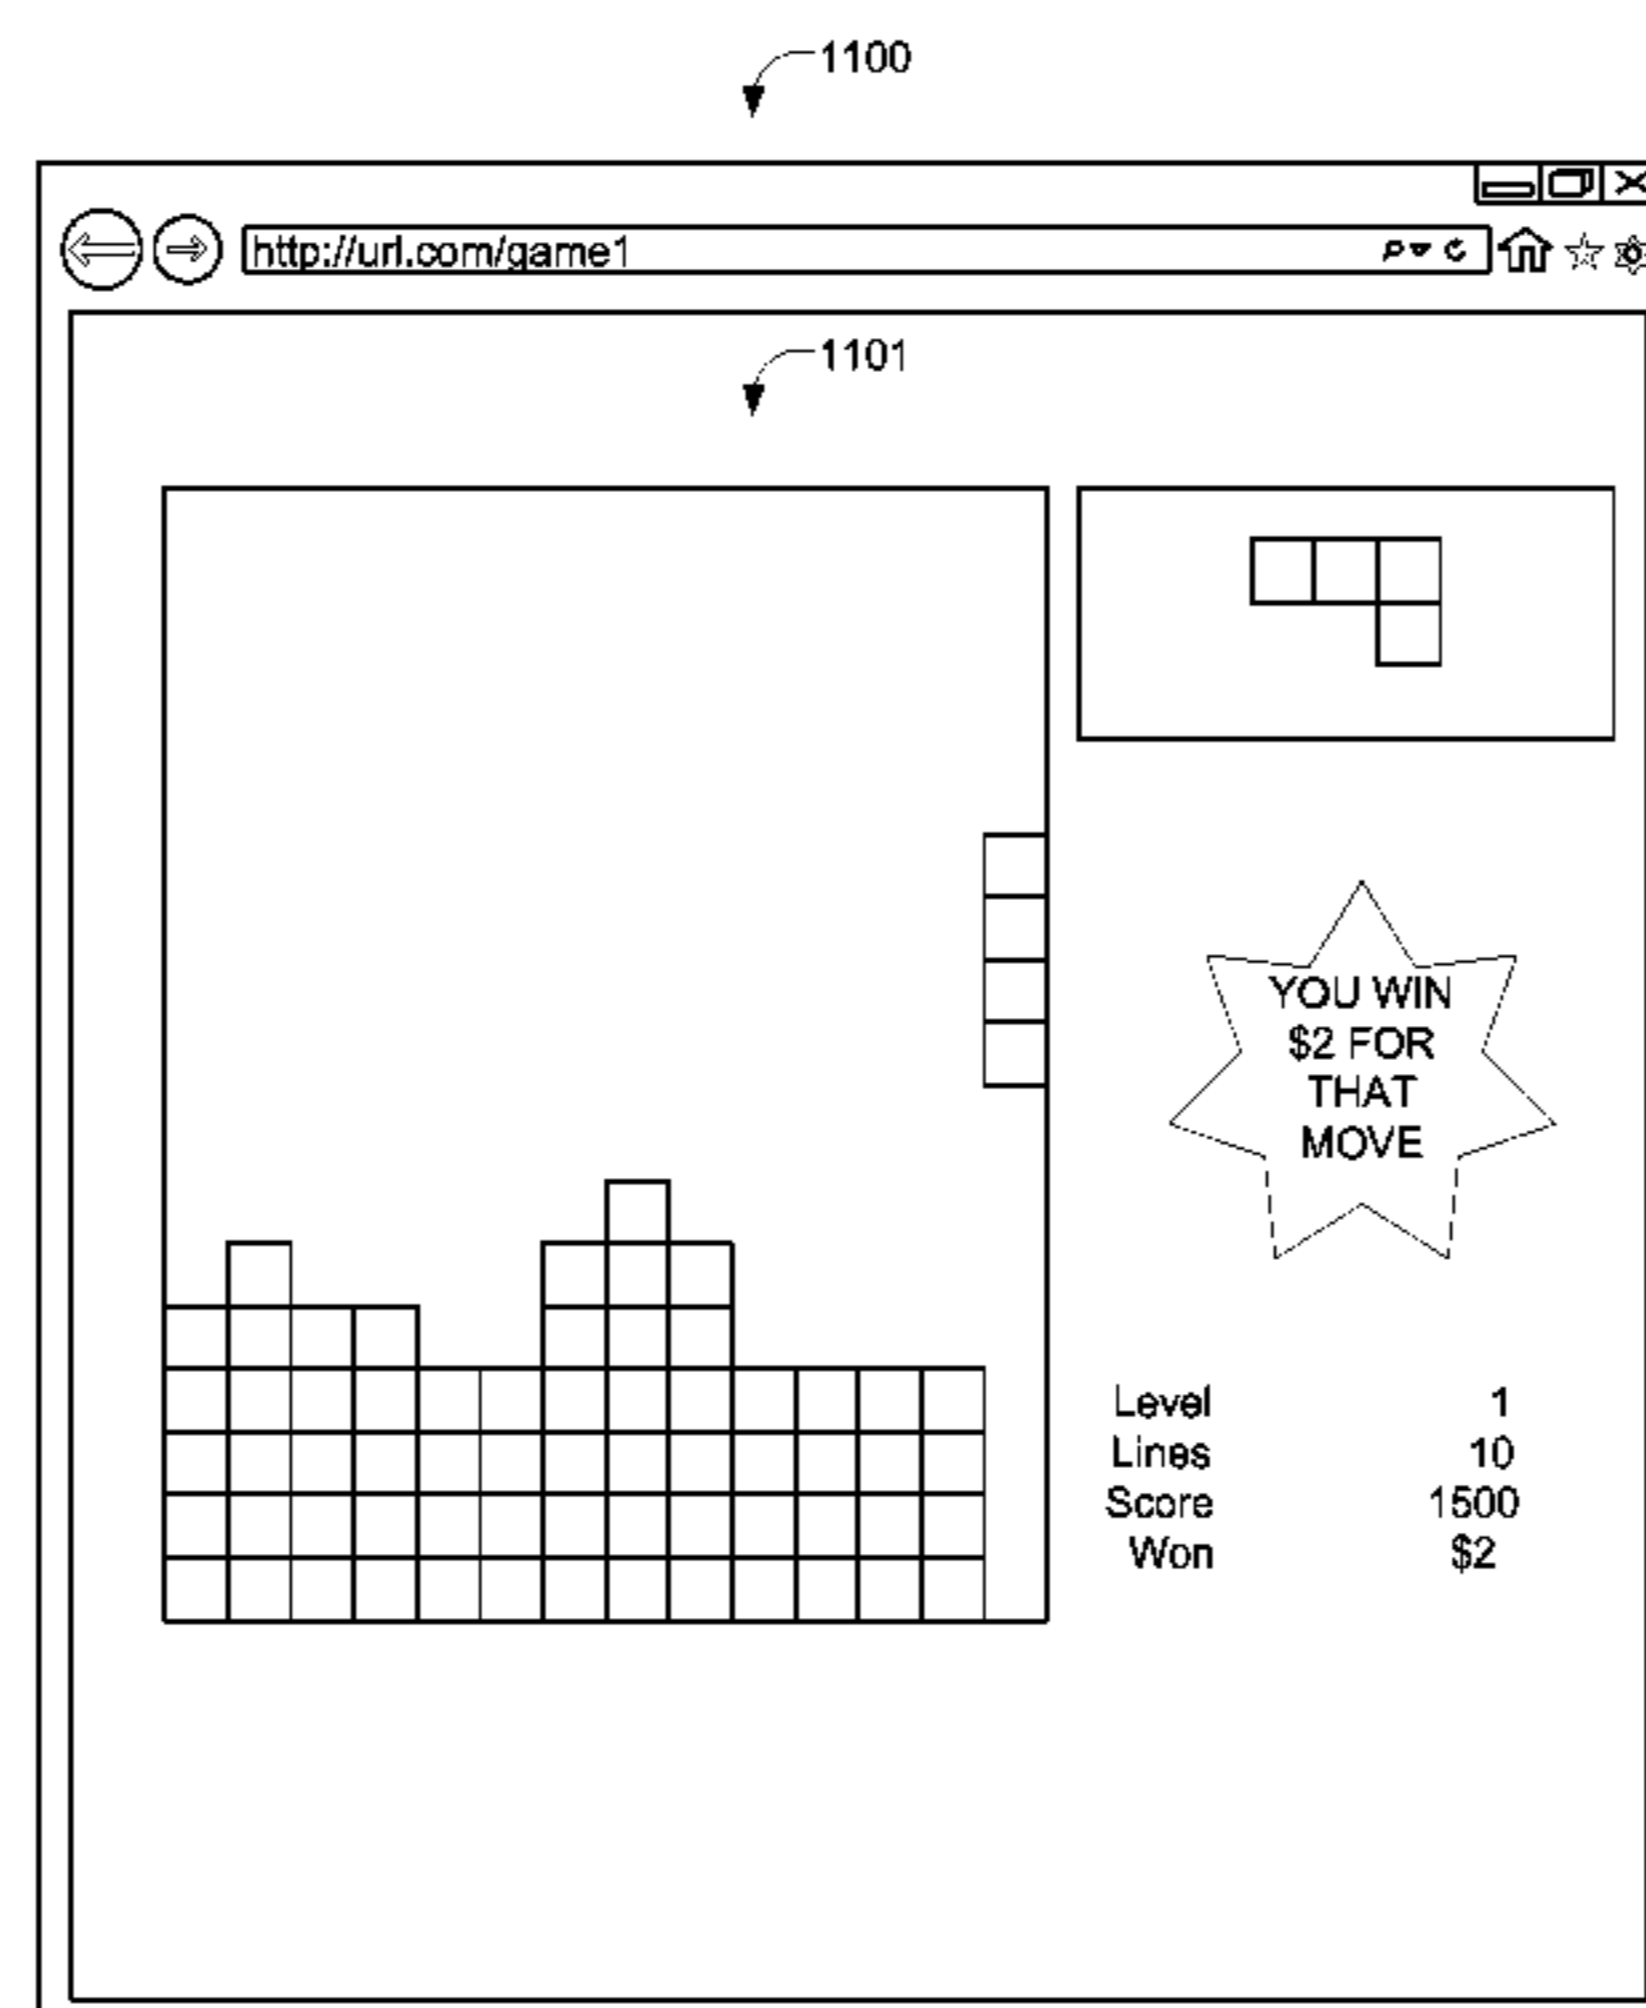 1100
http://url.com/game1
1101
YOU WIN
$2 FOR
THAT
MOVE
Level 1
Lines 10
Score 1500
Won $2